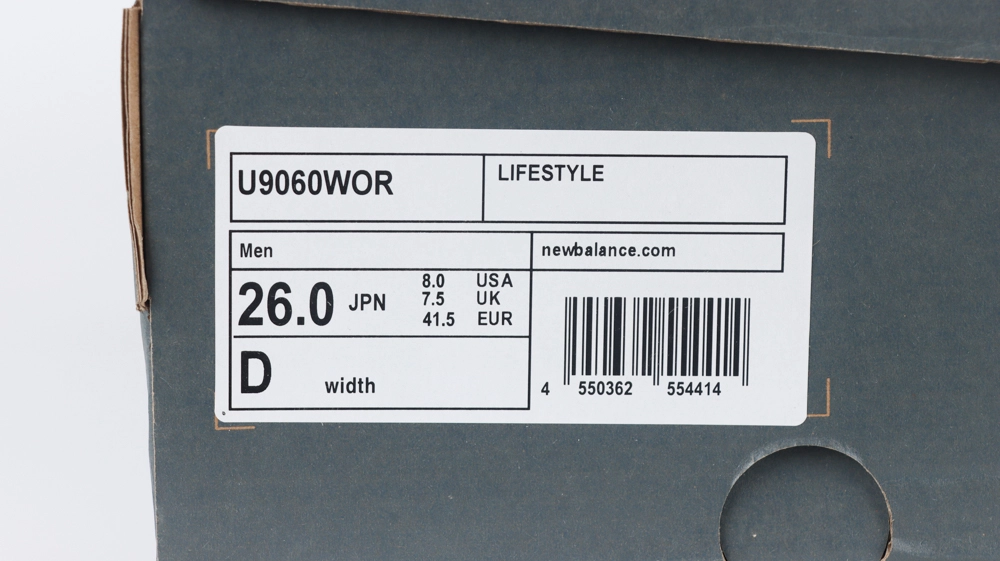 U9060WOR
LIFESTYLE
Men
newbalance.com
26.0 JPN
8.0 USA
7.5 UK
41.5 EUR
D width
4 550362 554414